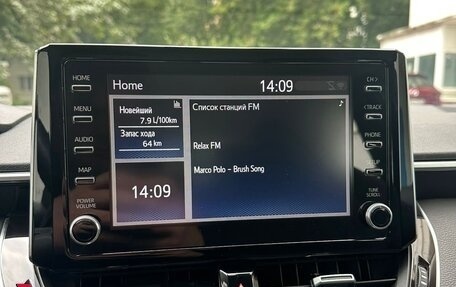 HOME
MENU
AUDIO
MAP
POWER
VOLUME
Home
14:09
Новейший
7.9 L/100km
Запас хода
64 km
14:09
Список станций FM
Relax FM
Marco Polo – Brush Song
CH >
< TRACK
PHONE
SETUP
TUNE
SCROLL